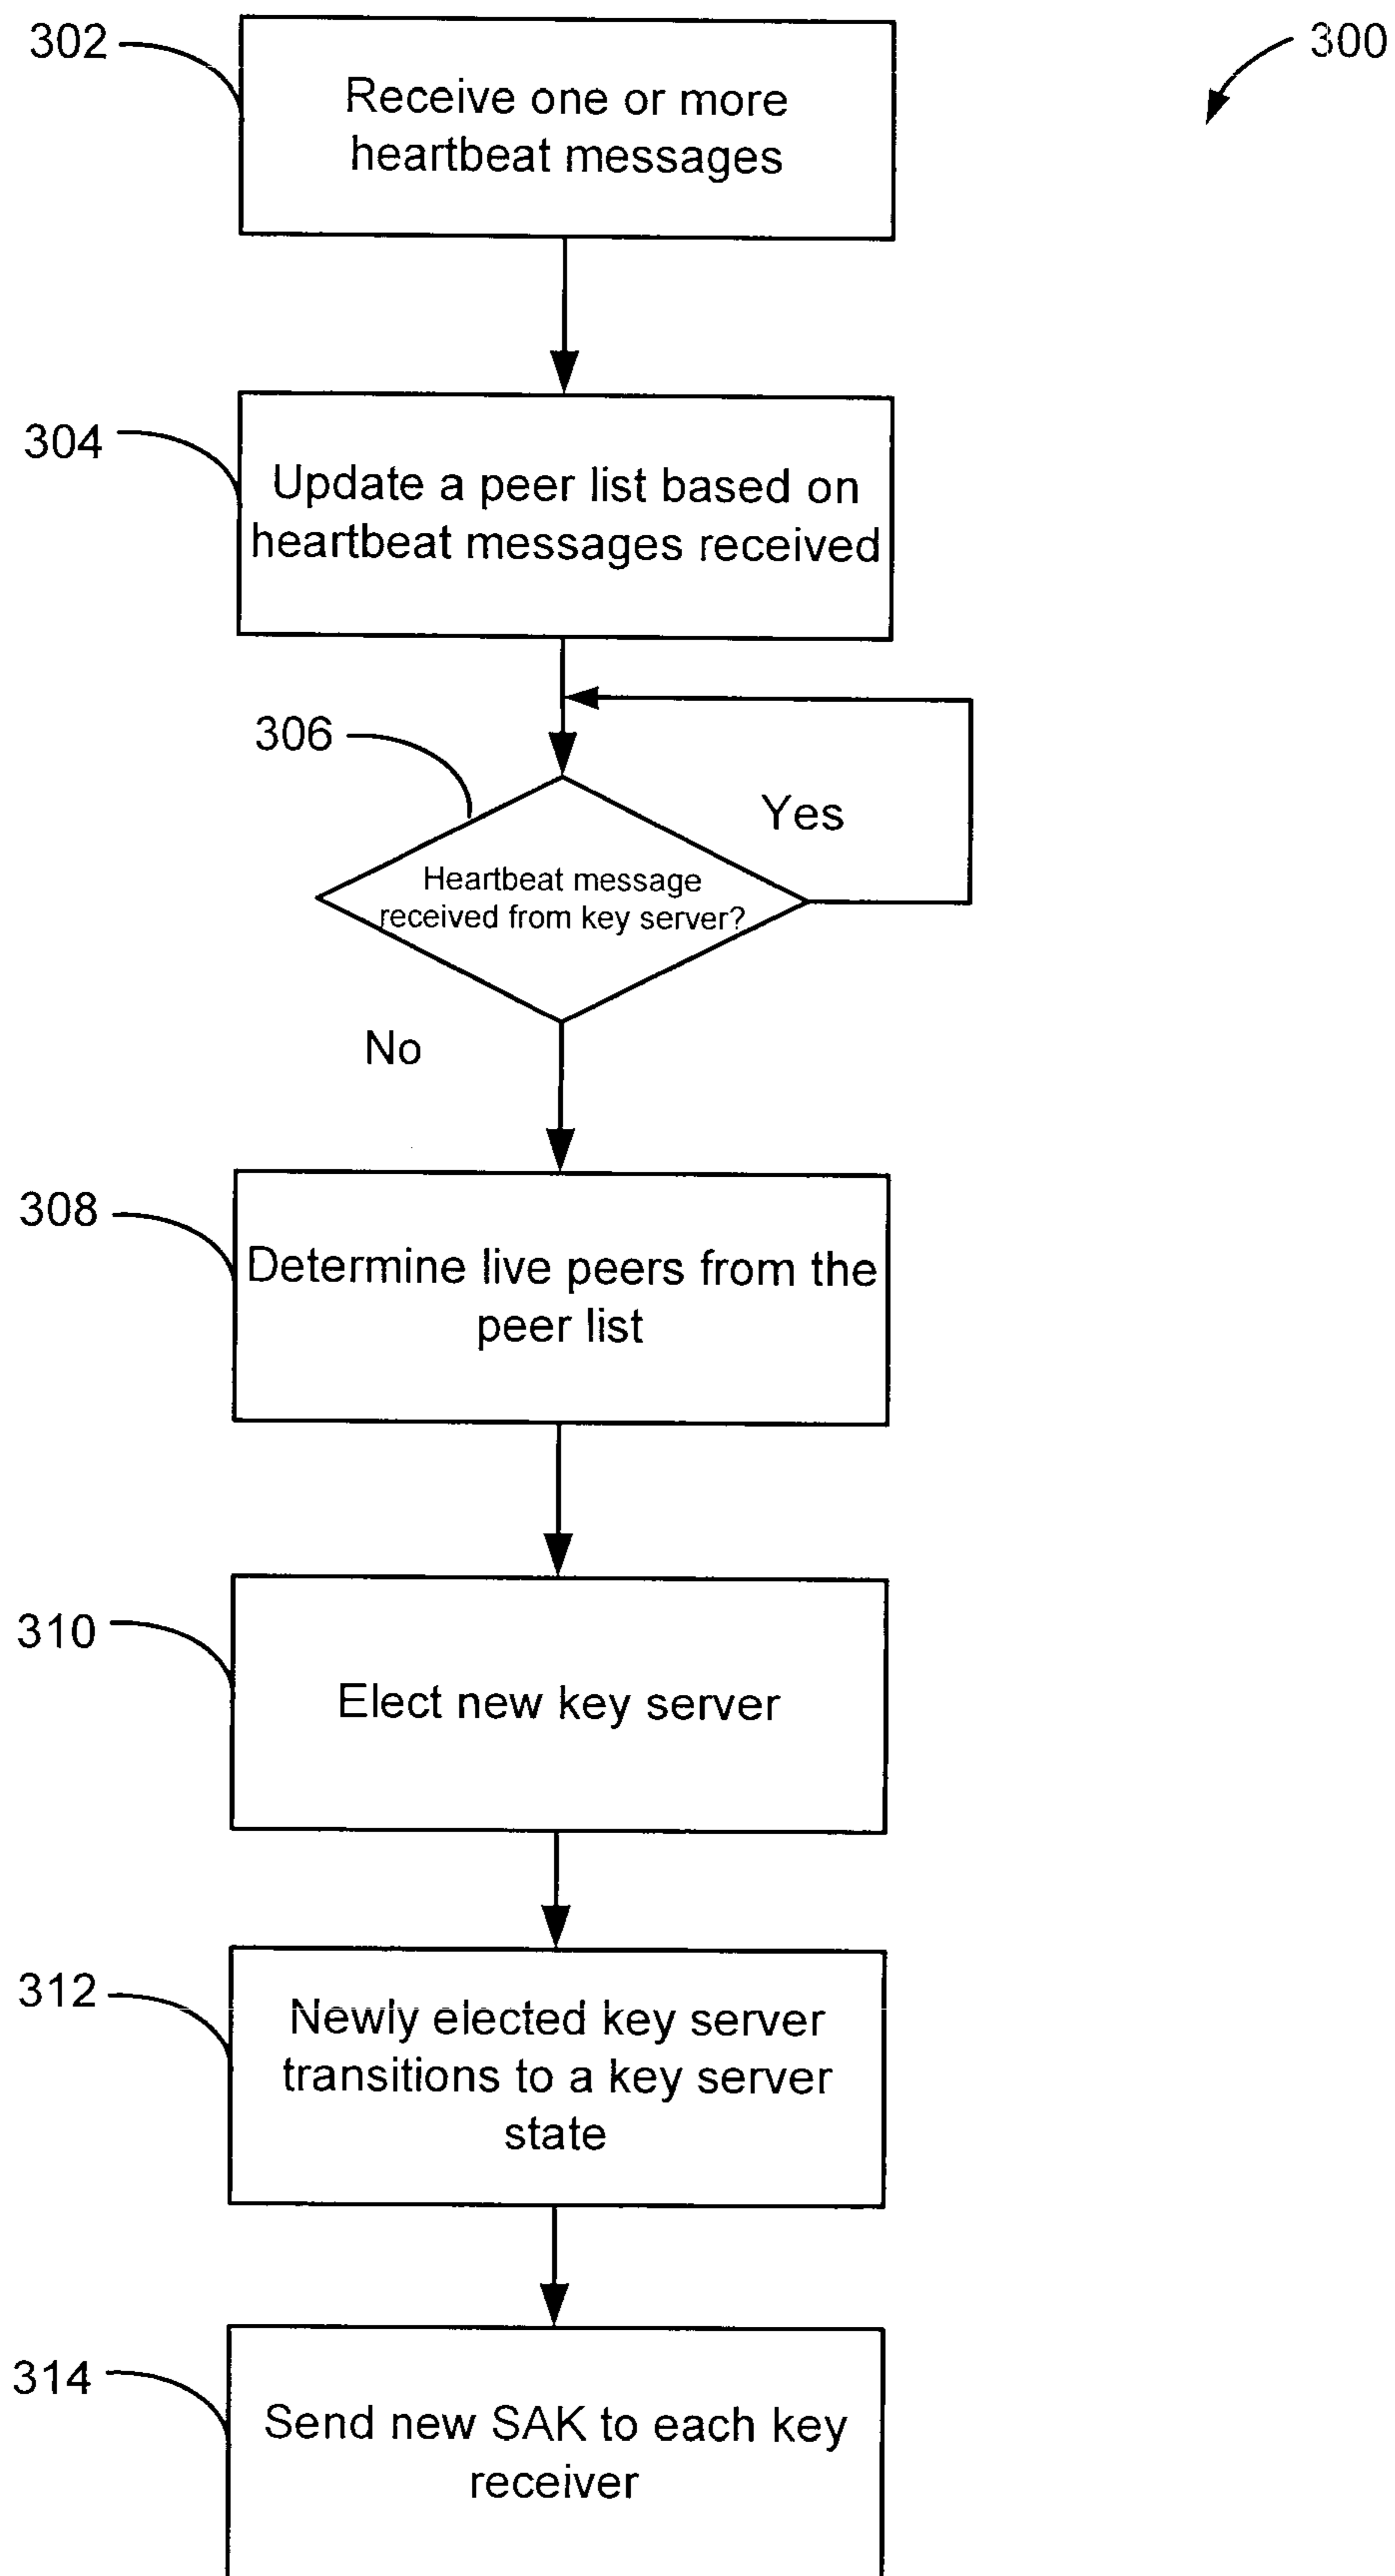 302
300
Receive one or more
heartbeat messages
304
Update a peer list based on
heartbeat messages received
306
Yes
Heartbeat message
received from key server?
No
308
Determine live peers from the
peer list
310
Elect new key server
312
Newly elected key server
transitions to a key server
state
314
Send new SAK to each key
receiver